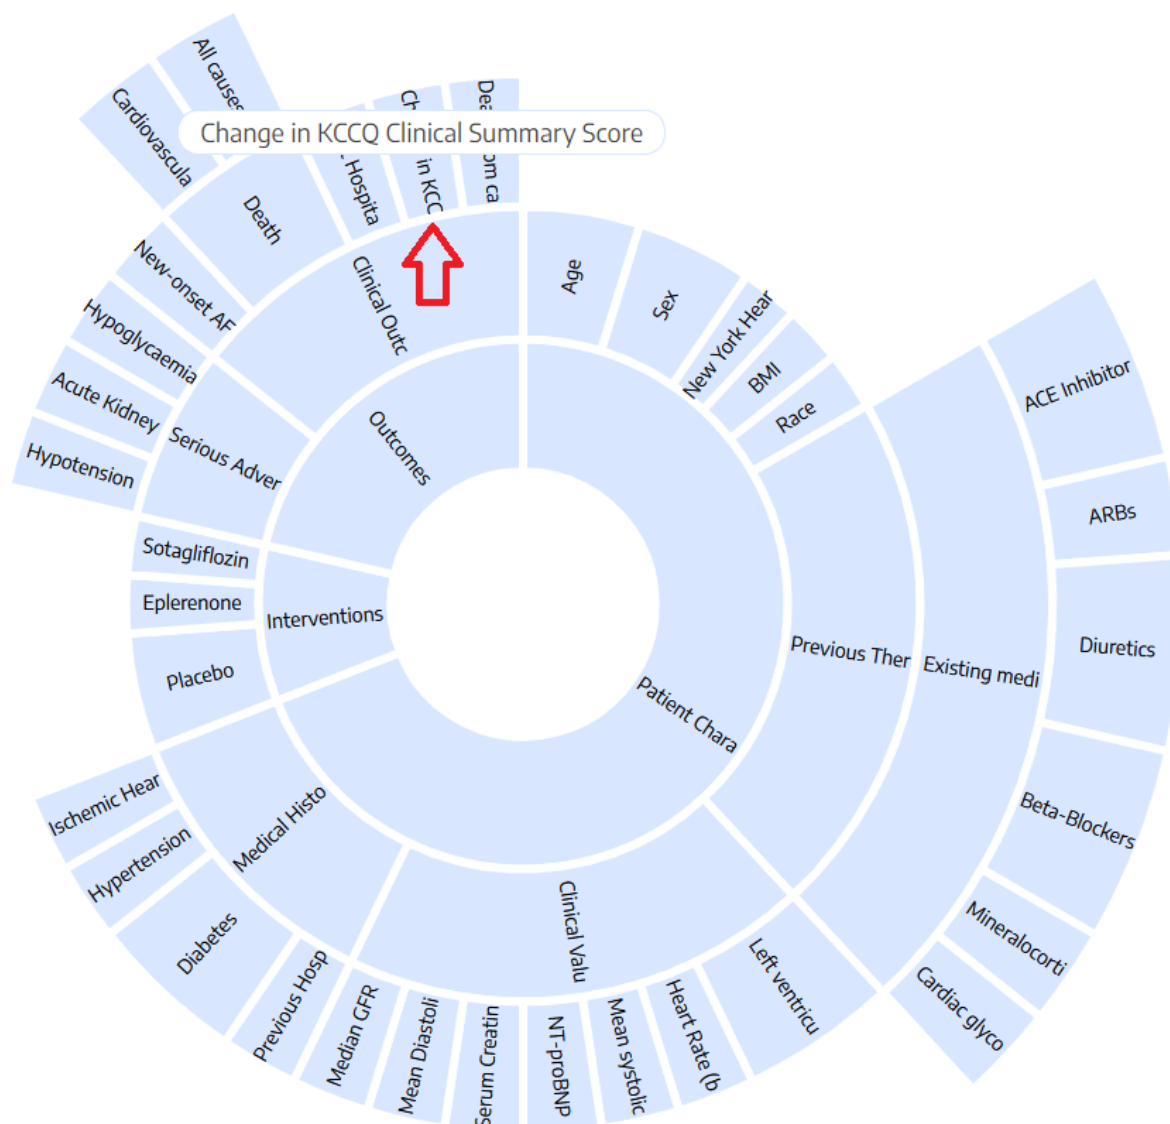 All causes
Cardiovascula
Change in KCCQ Clinical Summary Score
Hospita
in KCC
Death
New-onset AF
Hypoglycaemia
Acute Kidney
Hypotension
Clinical Outc
Serious Adver
Outcomes
Age
Sex
New York Hear
BMI
Race
ACE Inhibitor
ARBs
Diuretics
Beta-Blockers
Mineralocorti
Cardiac glyco
Existing medi
Previous Ther
Patient Chara
Sotagliflozin
Eplerenone
Placebo
Interventions
Medical Histo
Ischemic Hear
Hypertension
Diabetes
Previous Hosp
Clinical Valu
Median GFR
Mean Diastoli
Serum Creatin
NT-proBNP
Mean systolic
Heart Rate (b
Left ventricu